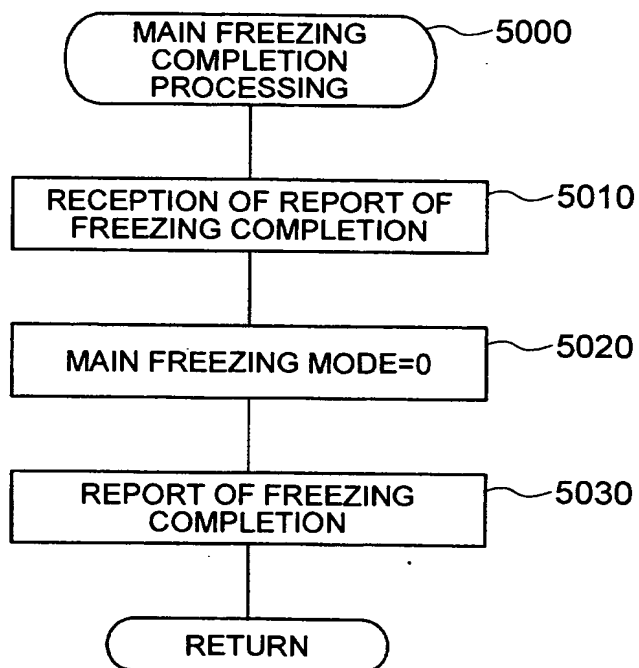 MAIN FREEZING
COMPLETION
PROCESSING
5000
RECEPTION OF REPORT OF
FREEZING COMPLETION
5010
MAIN FREEZING MODE=0
5020
REPORT OF FREEZING
COMPLETION
5030
RETURN